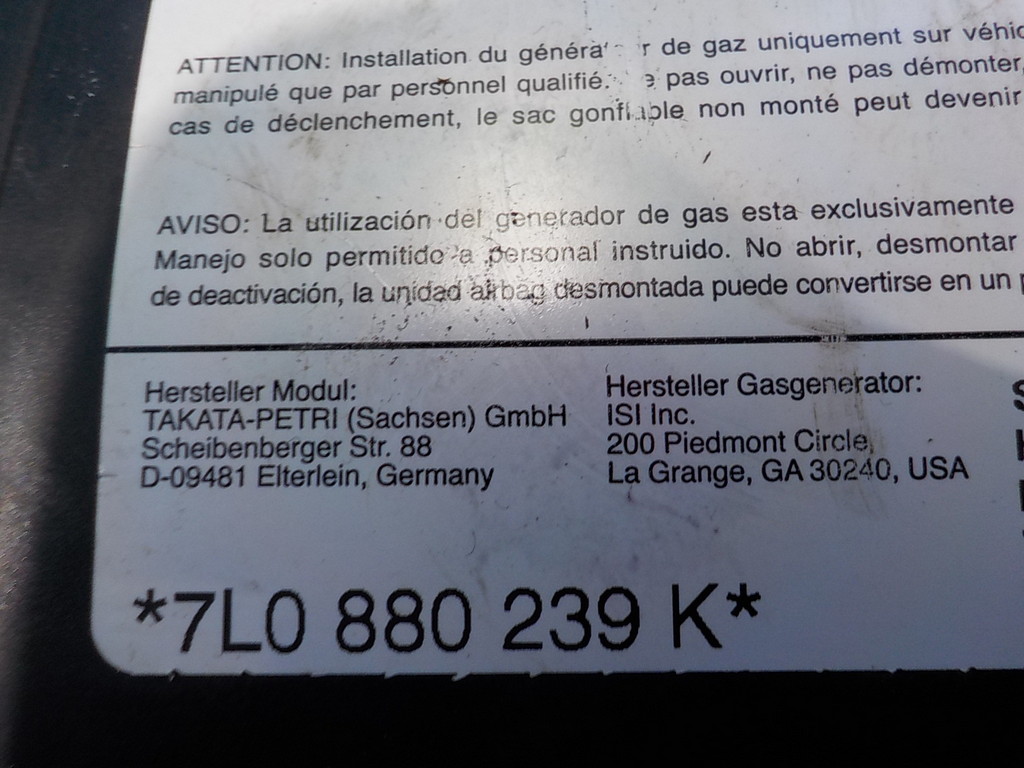 ATTENTION: Installation du de gaz uniquement sur
manipulé que par personnel qualifié. pas ouvrir, ne pas démonter,
cas de déclenchement, le sac gonflable non monté peut devenir
AVISO: La utilización del generador de gas esta exclusivamente
Manejo solo permitido a personal instruido. No abrir, desmontar
de deactivación, la unidad airbag desmontada puede convertirse en un
Hersteller Modul:
TAKATA-PETRI (Sachsen) GmbH
Scheibenberger Str. 88
D-09481 Elterlein, Germany
Hersteller Gasgenerator:
ISI Inc.
200 Piedmont Circle,
La Grange, GA 30240, USA
*7L0 880 239 K*